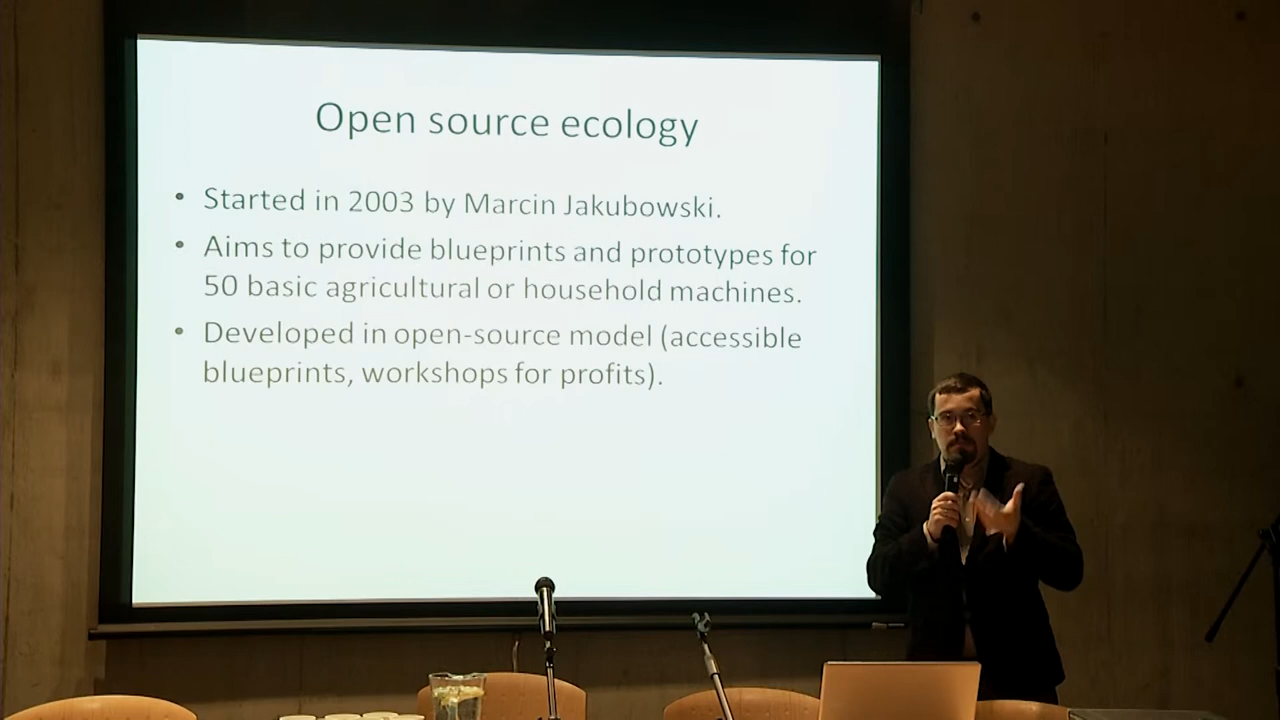 Open source ecology
• Started in 2003 by Marcin Jakubowski.
• Aims to provide blueprints and prototypes for
50 basic agricultural or household machines.
• Developed in open-source model (accessible
blueprints, workshops for profits).